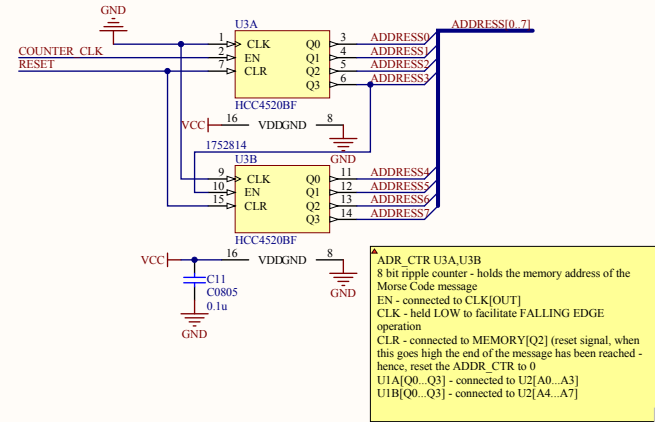 GND
U3A
ADDRESS[0..7]
1 CLK Q0 3 ADDRESS0
COUNTER_CLK 2 EN Q1 4 ADDRESS1
RESET 7 CLR Q2 5 ADDRESS2
Q3 6 ADDRESS3
HCC4520BF
VCC 16 VDD GND 8
GND
1752814
U3B
9 CLK Q0 11 ADDRESS4
10 EN Q1 12 ADDRESS5
15 CLR Q2 13 ADDRESS6
Q3 14 ADDRESS7
HCC4520BF
VCC 16 VDD GND 8
GND
C11
C0805
0.1u
GND
ADR_CTR U3A,U3B
8 bit ripple counter - holds the memory address of the
Morse Code message
EN - connected to CLK[OUT]
CLK - held LOW to facilitate FALLING EDGE
operation
CLR - connected to MEMORY[Q2] (reset signal, when
this goes high the end of the message has been reached -
hence, reset the ADDR_CTR to 0
U1A[Q0...Q3] - connected to U2[A0...A3]
U1B[Q0...Q3] - connected to U2[A4...A7]